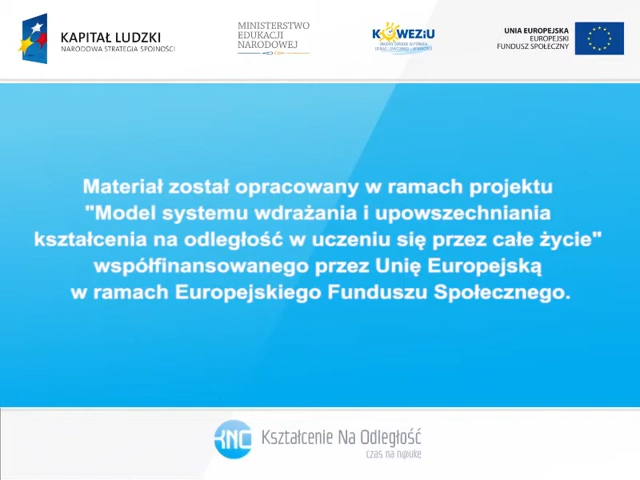 KAPITAŁ LUDZKI
NARODOWA STRATEGIA SPÓJNOŚCI
MINISTERSTWO
EDUKACJI
NARODOWEJ
KOWEZiU
UNIA EUROPEJSKA
EUROPEJSKI
FUNDUSZ SPOŁECZNY
Materiał został opracowany w ramach projektu
"Model systemu wdrażania i upowszechniania
kształcenia na odległość w uczeniu się przez całe życie"
współfinansowanego przez Unię Europejską
w ramach Europejskiego Funduszu Społecznego.
KNO Kształcenie Na Odległość
czas na n@ukę